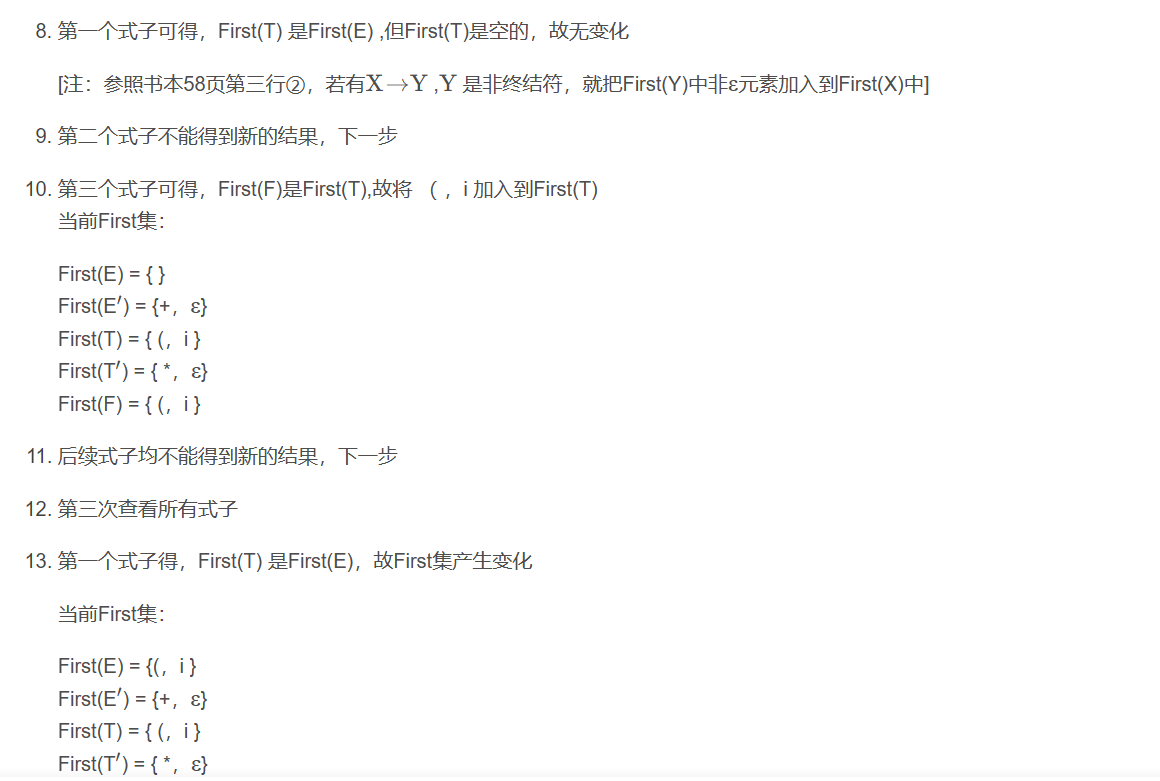 8. 第一个式子可得，First(T) 是First(E) ,但First(T)是空的，故无变化
[注：参照书本58页第三行②，若有X→Y ,Y 是非终结符，就把First(Y)中非ε元素加入到First(X)中]
9. 第二个式子不能得到新的结果，下一步
10. 第三个式子可得，First(F)是First(T),故将 （ ，i 加入到First(T)
当前First集：
First(E) = { }
First(E′) = {+，ε}
First(T) = { (，i }
First(T′) = { *，ε}
First(F) = { (，i }
11. 后续式子均不能得到新的结果，下一步
12. 第三次查看所有式子
13. 第一个式子得，First(T) 是First(E)，故First集产生变化
当前First集：
First(E) = {(，i }
First(E′) = {+，ε}
First(T) = { (，i }
First(T′) = { *，ε}